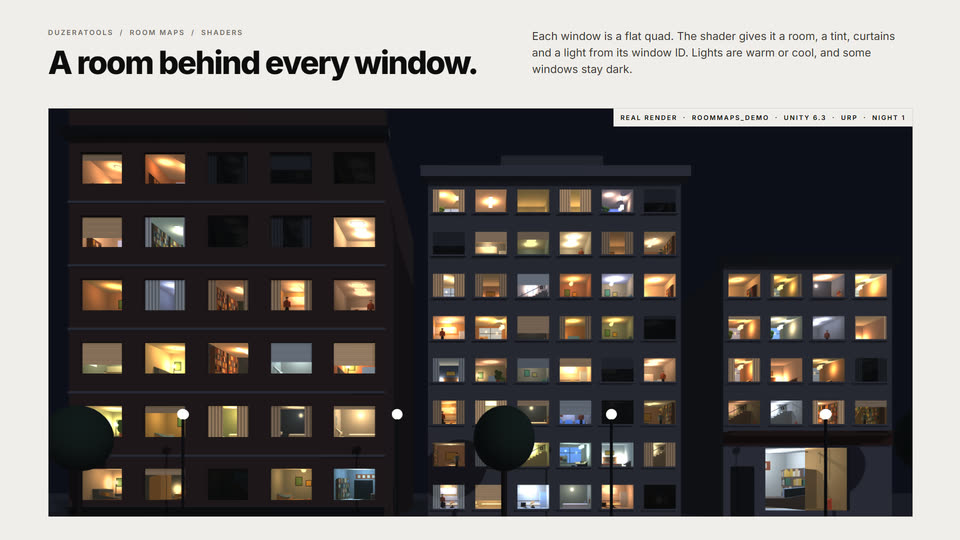 DUZERATOOLS / ROOM MAPS / SHADERS
A room behind every window.
Each window is a flat quad. The shader gives it a room, a tint, curtains
and a light from its window ID. Lights are warm or cool, and some
windows stay dark.
REAL RENDER · ROOMMAPS_DEMO · UNITY 6.3 · URP · NIGHT 1